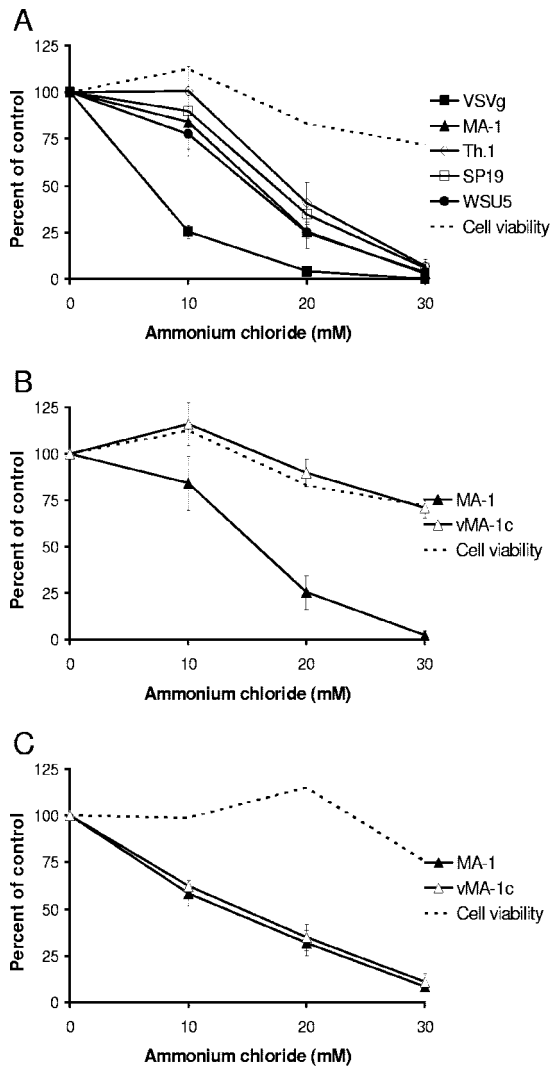 A
125
100
75
50
25
0
Percent of control
0 10 20 30
Ammonium chloride (mM)
VSVg
MA-1
Th.1
SP19
WSU5
Cell viability
B
125
100
75
50
25
0
Percent of control
0 10 20 30
Ammonium chloride (mM)
MA-1
vMA-1c
Cell viability
C
125
100
75
50
25
0
Percent of control
0 10 20 30
Ammonium chloride (mM)
MA-1
vMA-1c
Cell viability